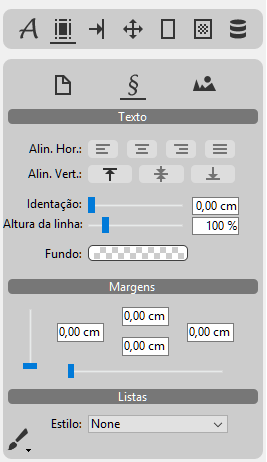 A
§
Texto
Alin. Hor.:
Alin. Vert.:
Identação: 0,00 cm
Altura da linha: 100 %
Fundo:
Margens
0,00 cm
0,00 cm 0,00 cm
0,00 cm
Listas
Estilo: None